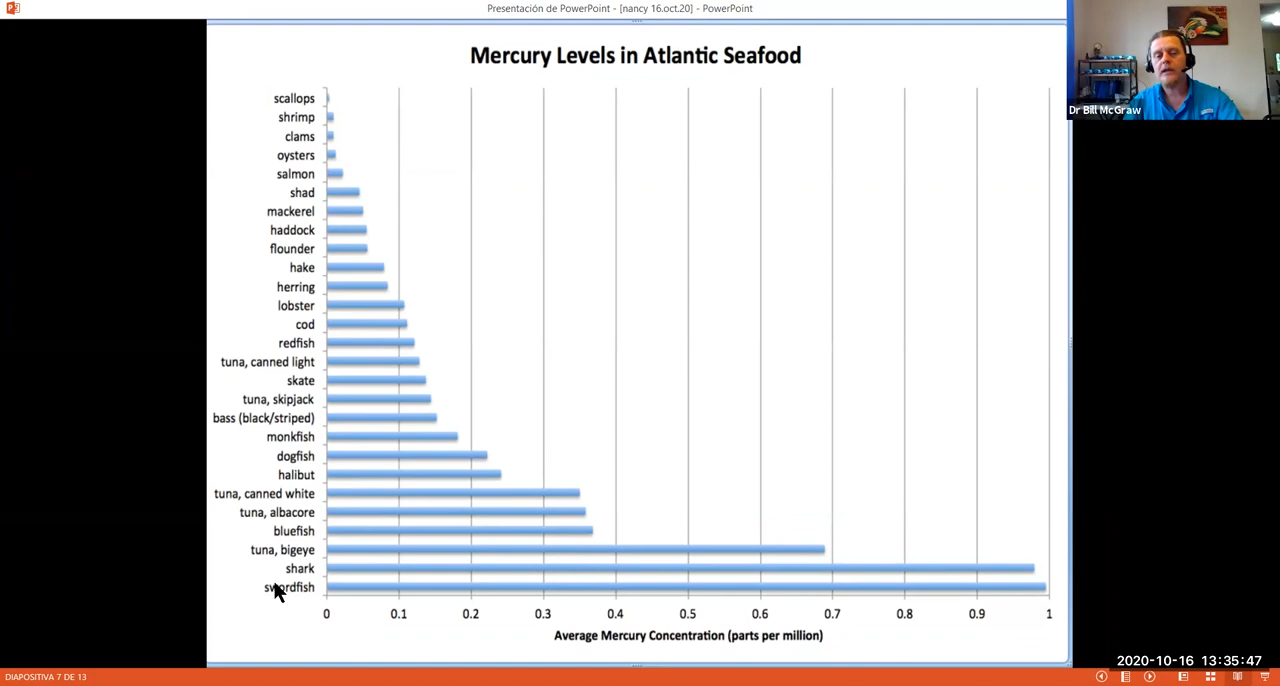 Presentación de PowerPoint - [nancy 16.oct.20] - PowerPoint
Dr Bill McGraw
Mercury Levels in Atlantic Seafood
scallops
shrimp
clams
oysters
salmon
shad
mackerel
haddock
flounder
hake
herring
lobster
cod
redfish
tuna, canned light
skate
tuna, skipjack
bass (black/striped)
monkfish
dogfish
halibut
tuna, canned white
tuna, albacore
bluefish
tuna, bigeye
shark
swordfish
0 0.1 0.2 0.3 0.4 0.5 0.6 0.7 0.8 0.9 1
Average Mercury Concentration (parts per million)
2020-10-16 13:35:47
DIAPOSITIVA 7 DE 13